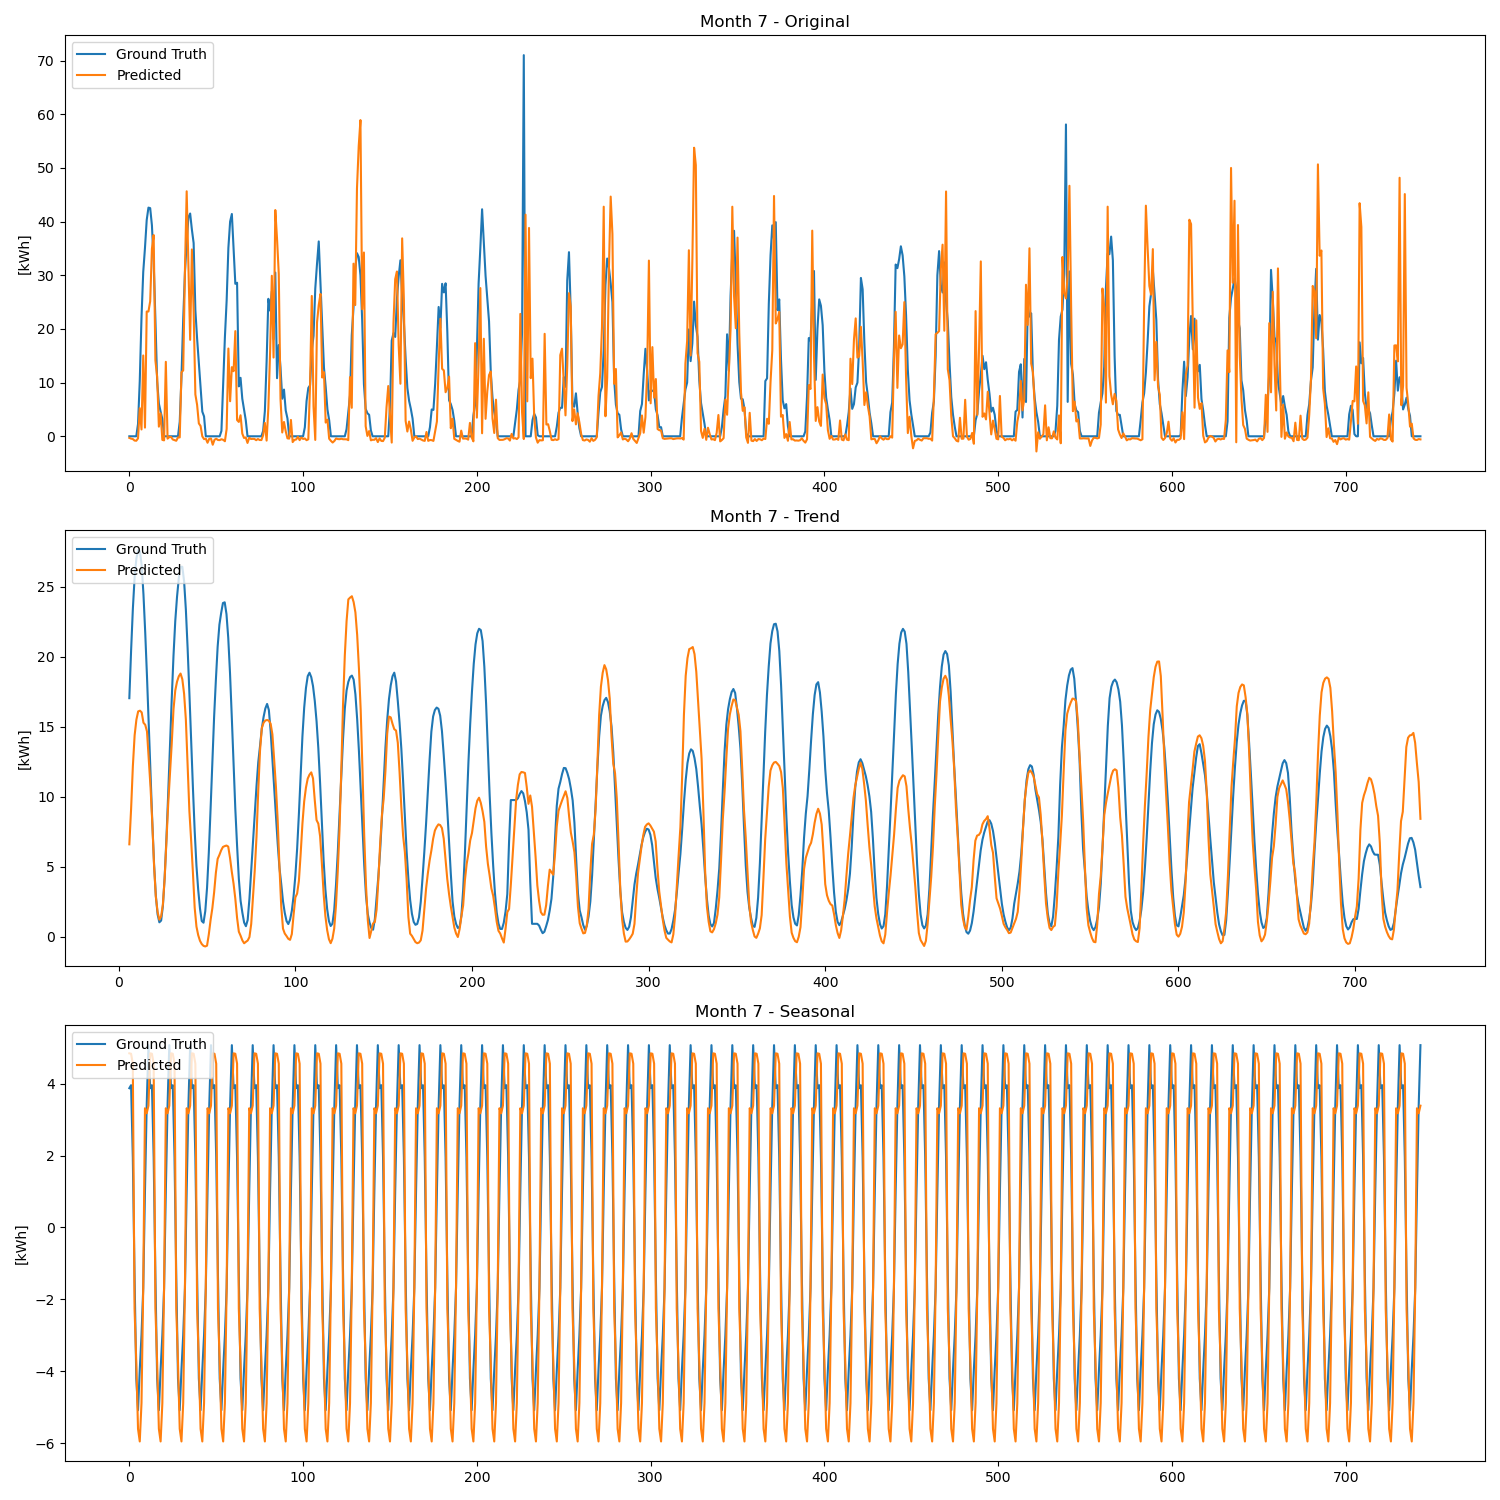 Month 7 - Original
Ground Truth
Predicted
[kWh]
70
60
50
40
30
20
10
0
0 100 200 300 400 500 600 700
Month 7 - Trend
Ground Truth
Predicted
[kWh]
25
20
15
10
5
0
0 100 200 300 400 500 600 700
Month 7 - Seasonal
Ground Truth
Predicted
[kWh]
4
2
0
−2
−4
−6
0 100 200 300 400 500 600 700